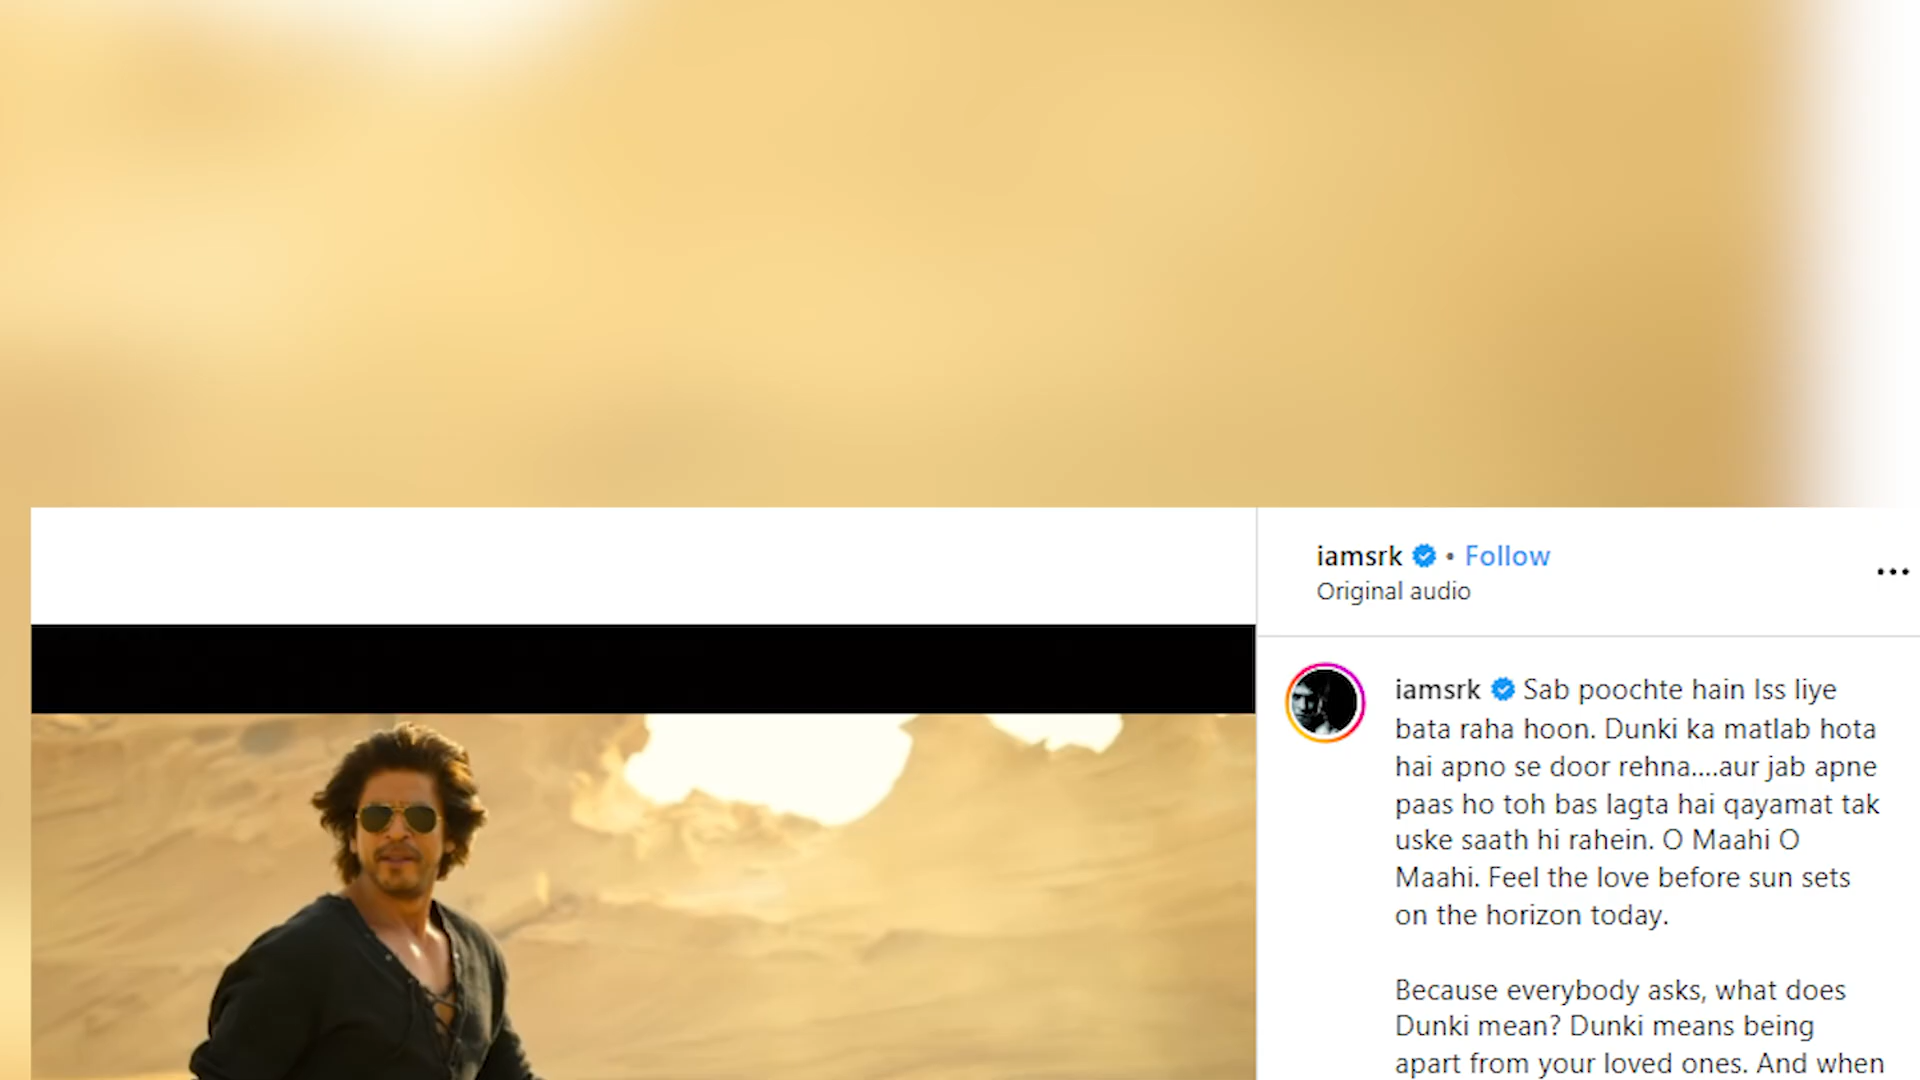 iamsrk • Follow
Original audio
iamsrk Sab poochte hain Iss liye
bata raha hoon. Dunki ka matlab hota
hai apno se door rehna....aur jab apne
paas ho toh bas lagta hai qayamat tak
uske saath hi rahein. O Maahi O
Maahi. Feel the love before sun sets
on the horizon today.
Because everybody asks, what does
Dunki mean? Dunki means being
apart from your loved ones. And when